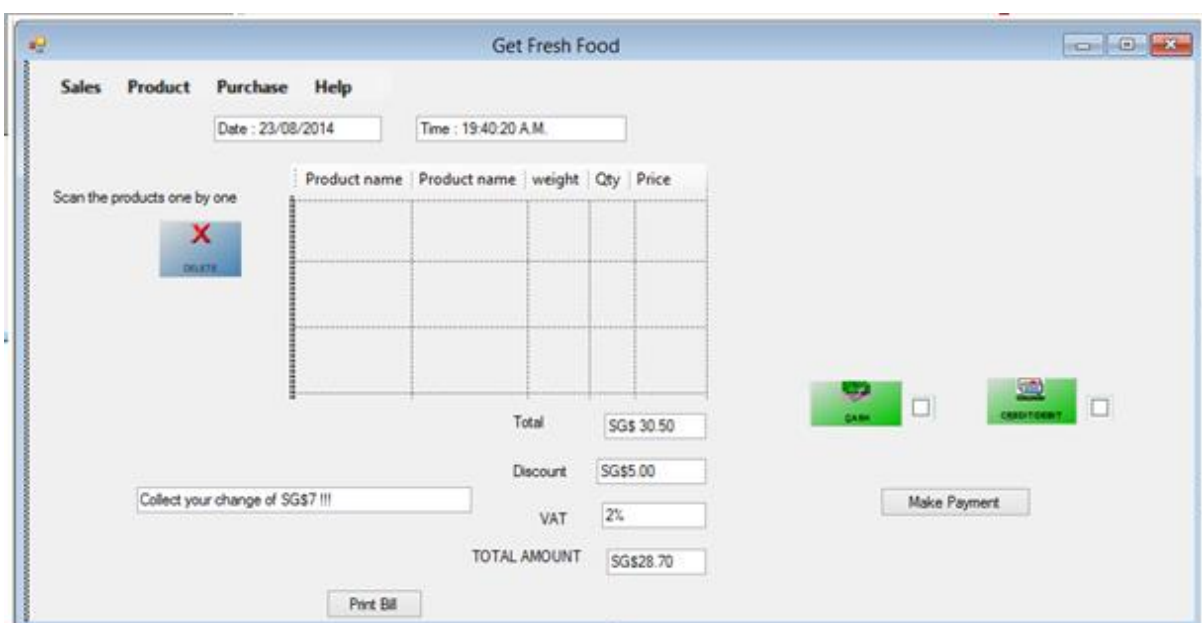 Get Fresh Food
Sales Product Purchase Help
Date : 23/08/2014 Time : 19:40:20 A.M.
Product name Product name weight Qty Price
Scan the products one by one
DELETE
CASH CREDIT/DEBIT
Total SG$ 30.50
Discount SG$5.00
Collect your change of SG$7 !!!
Make Payment
VAT 2%
TOTAL AMOUNT SG$28.70
Print Bill